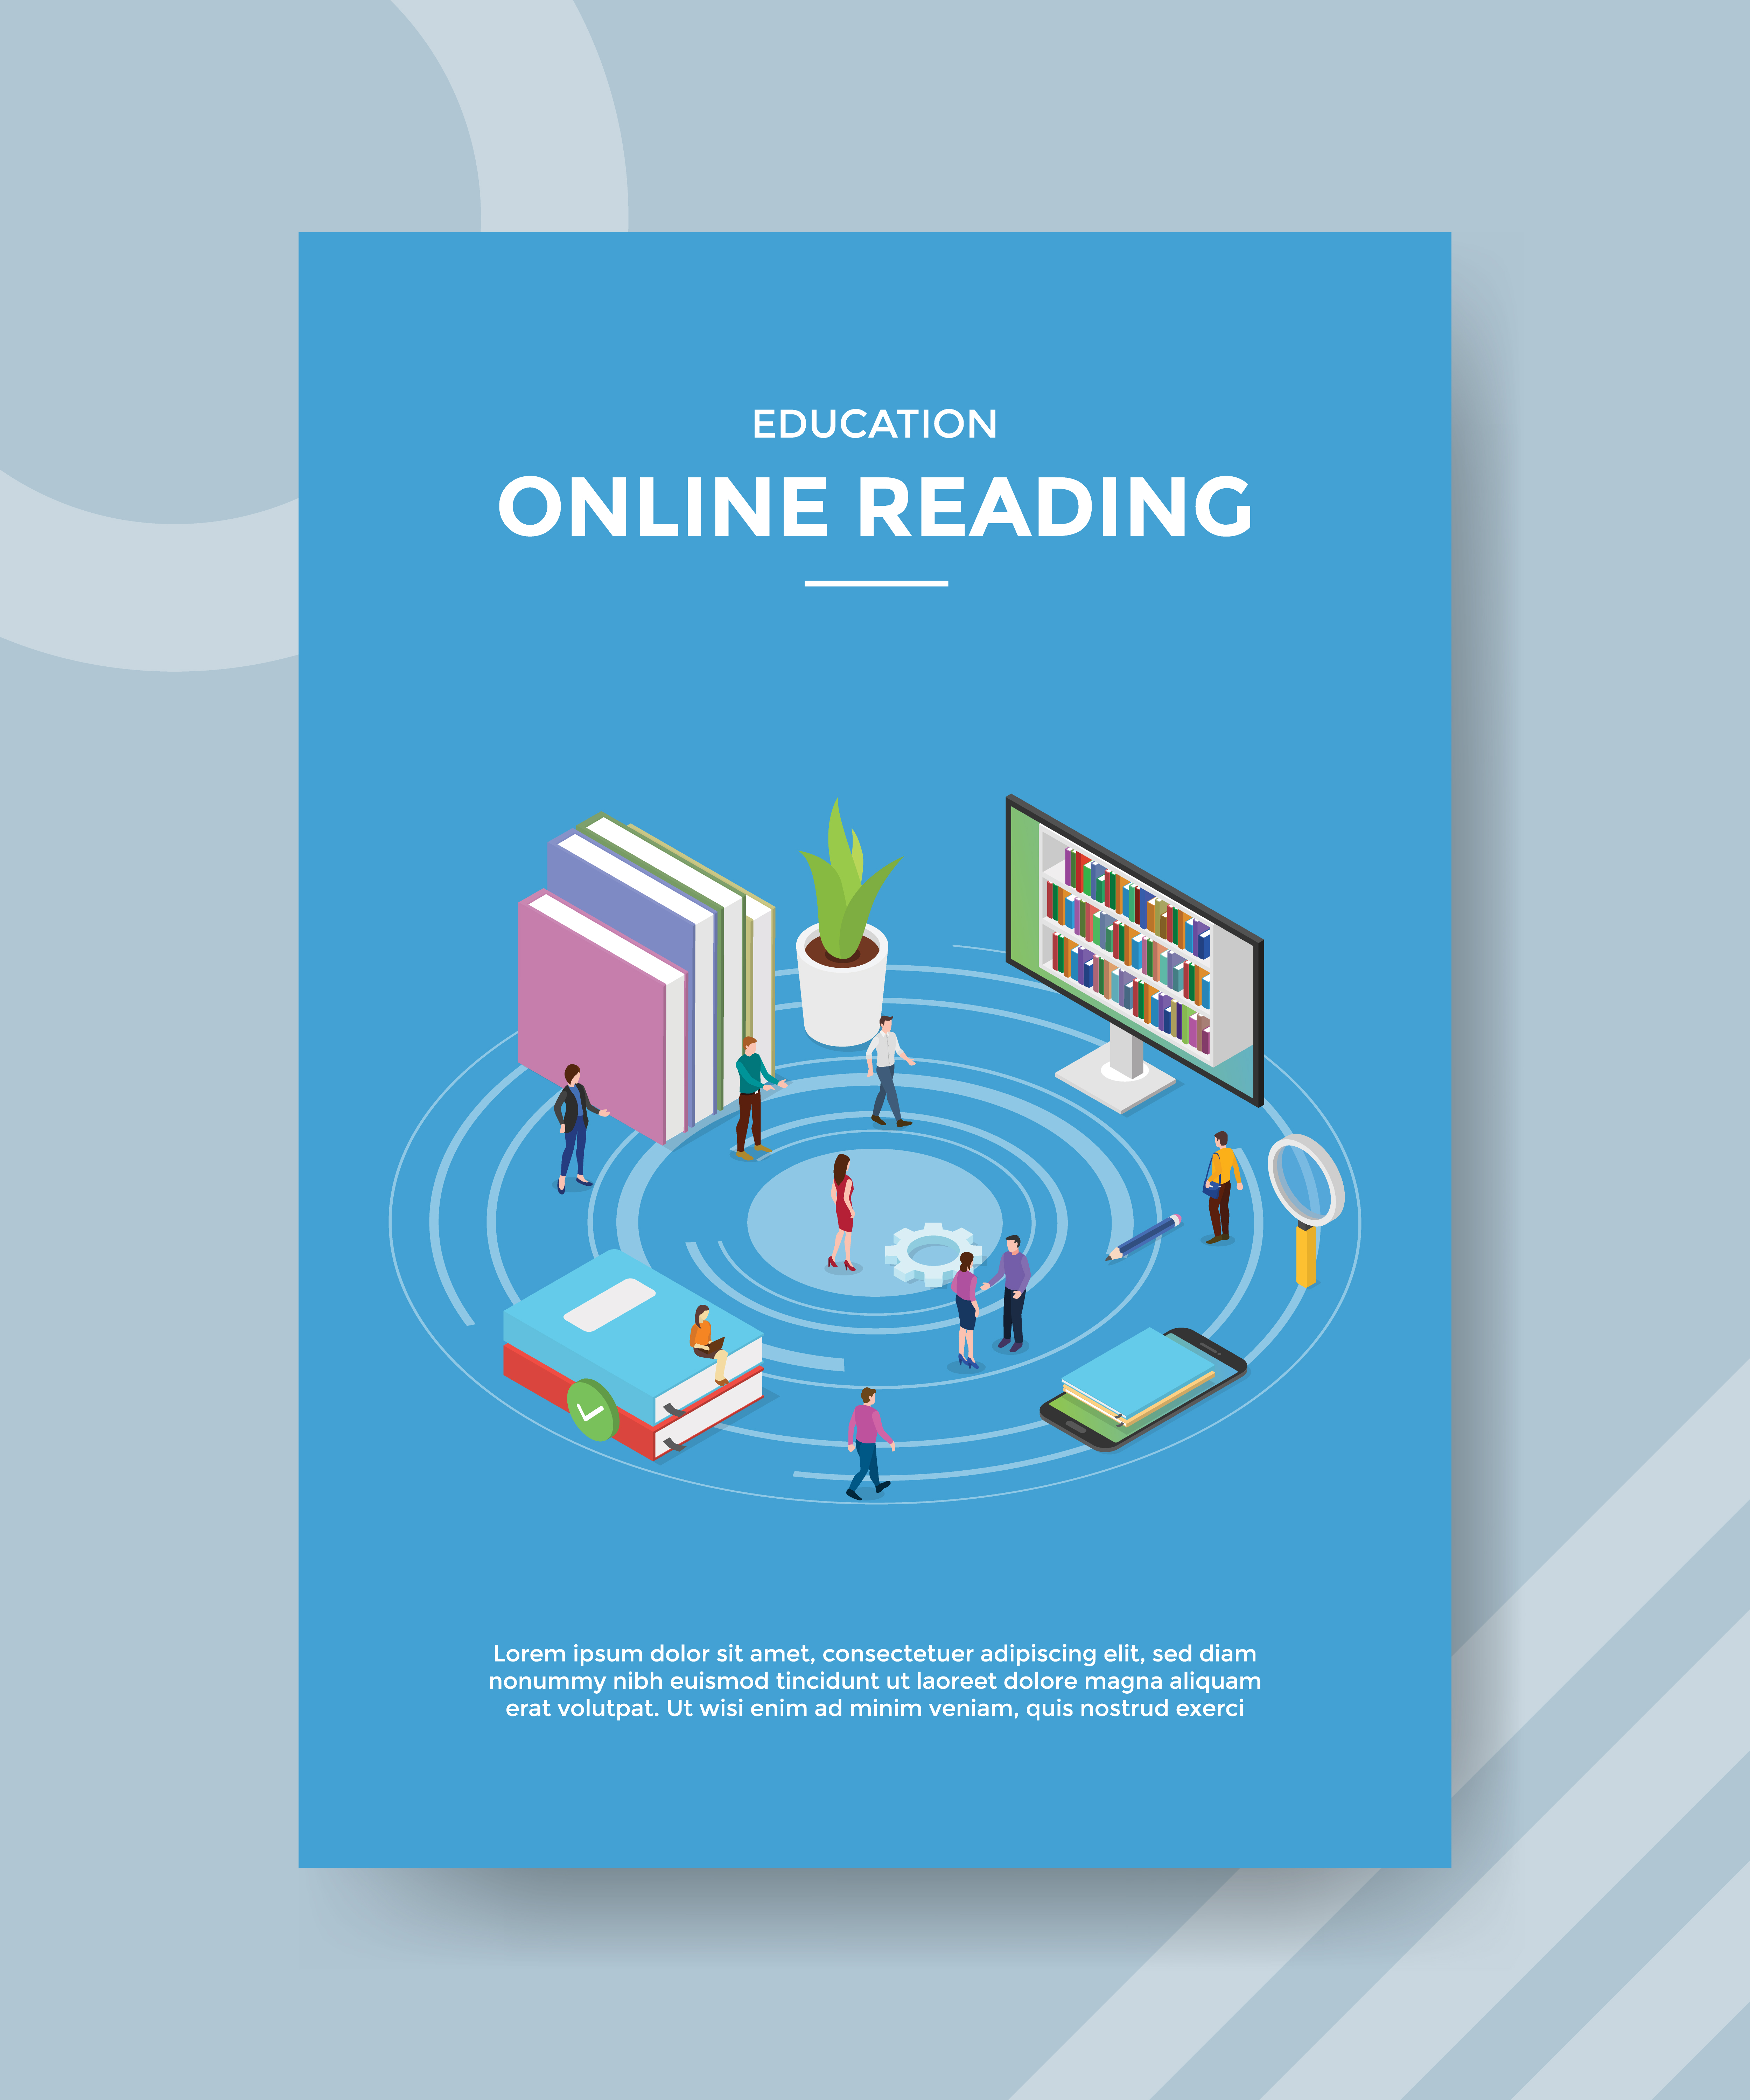 EDUCATION
ONLINE READING
Lorem ipsum dolor sit amet, consectetuer adipiscing elit, sed diam
nonummy nibh euismod tincidunt ut laoreet dolore magna aliquam
erat volutpat. Ut wisi enim ad minim veniam, quis nostrud exerci